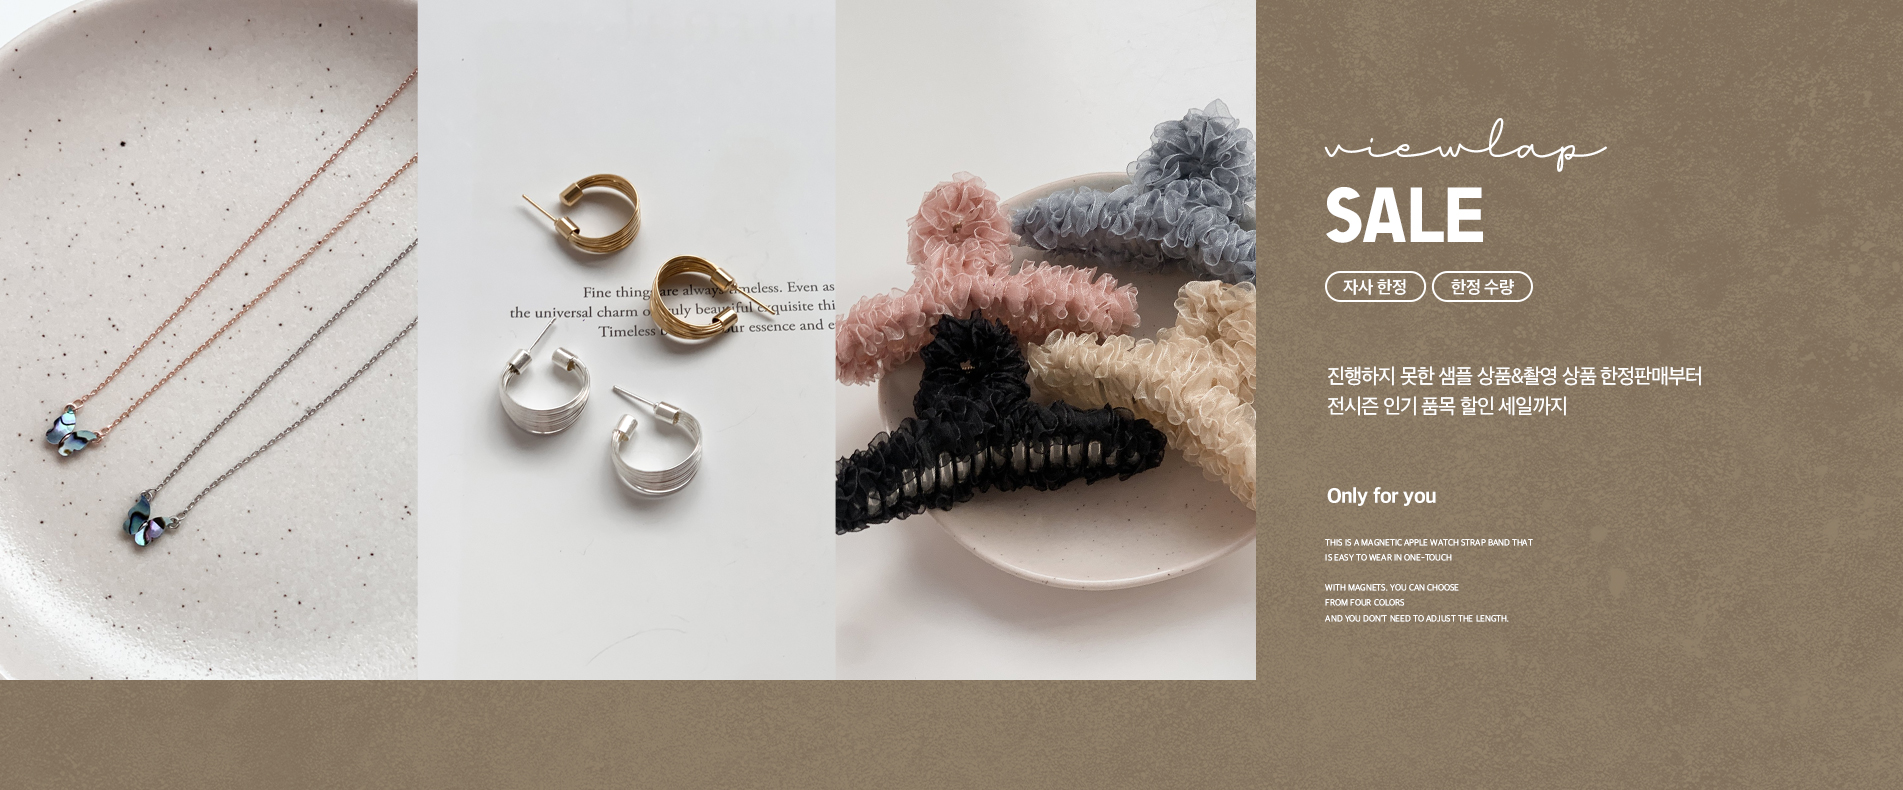 Fine things are always timeless. Even as
the universal charm of truly beautiful exquisite thi
Timeless our essence and e
viewlap
SALE
자사 한정
한정 수량
진행하지 못한 샘플 상품&촬영 상품 한정판매부터
전시즌 인기 품목 할인 세일까지
Only for you
THIS IS A MAGNETIC APPLE WATCH STRAP BAND THAT
IS EASY TO WEAR IN ONE-TOUCH
WITH MAGNETS. YOU CAN CHOOSE
FROM FOUR COLORS
AND YOU DON'T NEED TO ADJUST THE LENGTH.